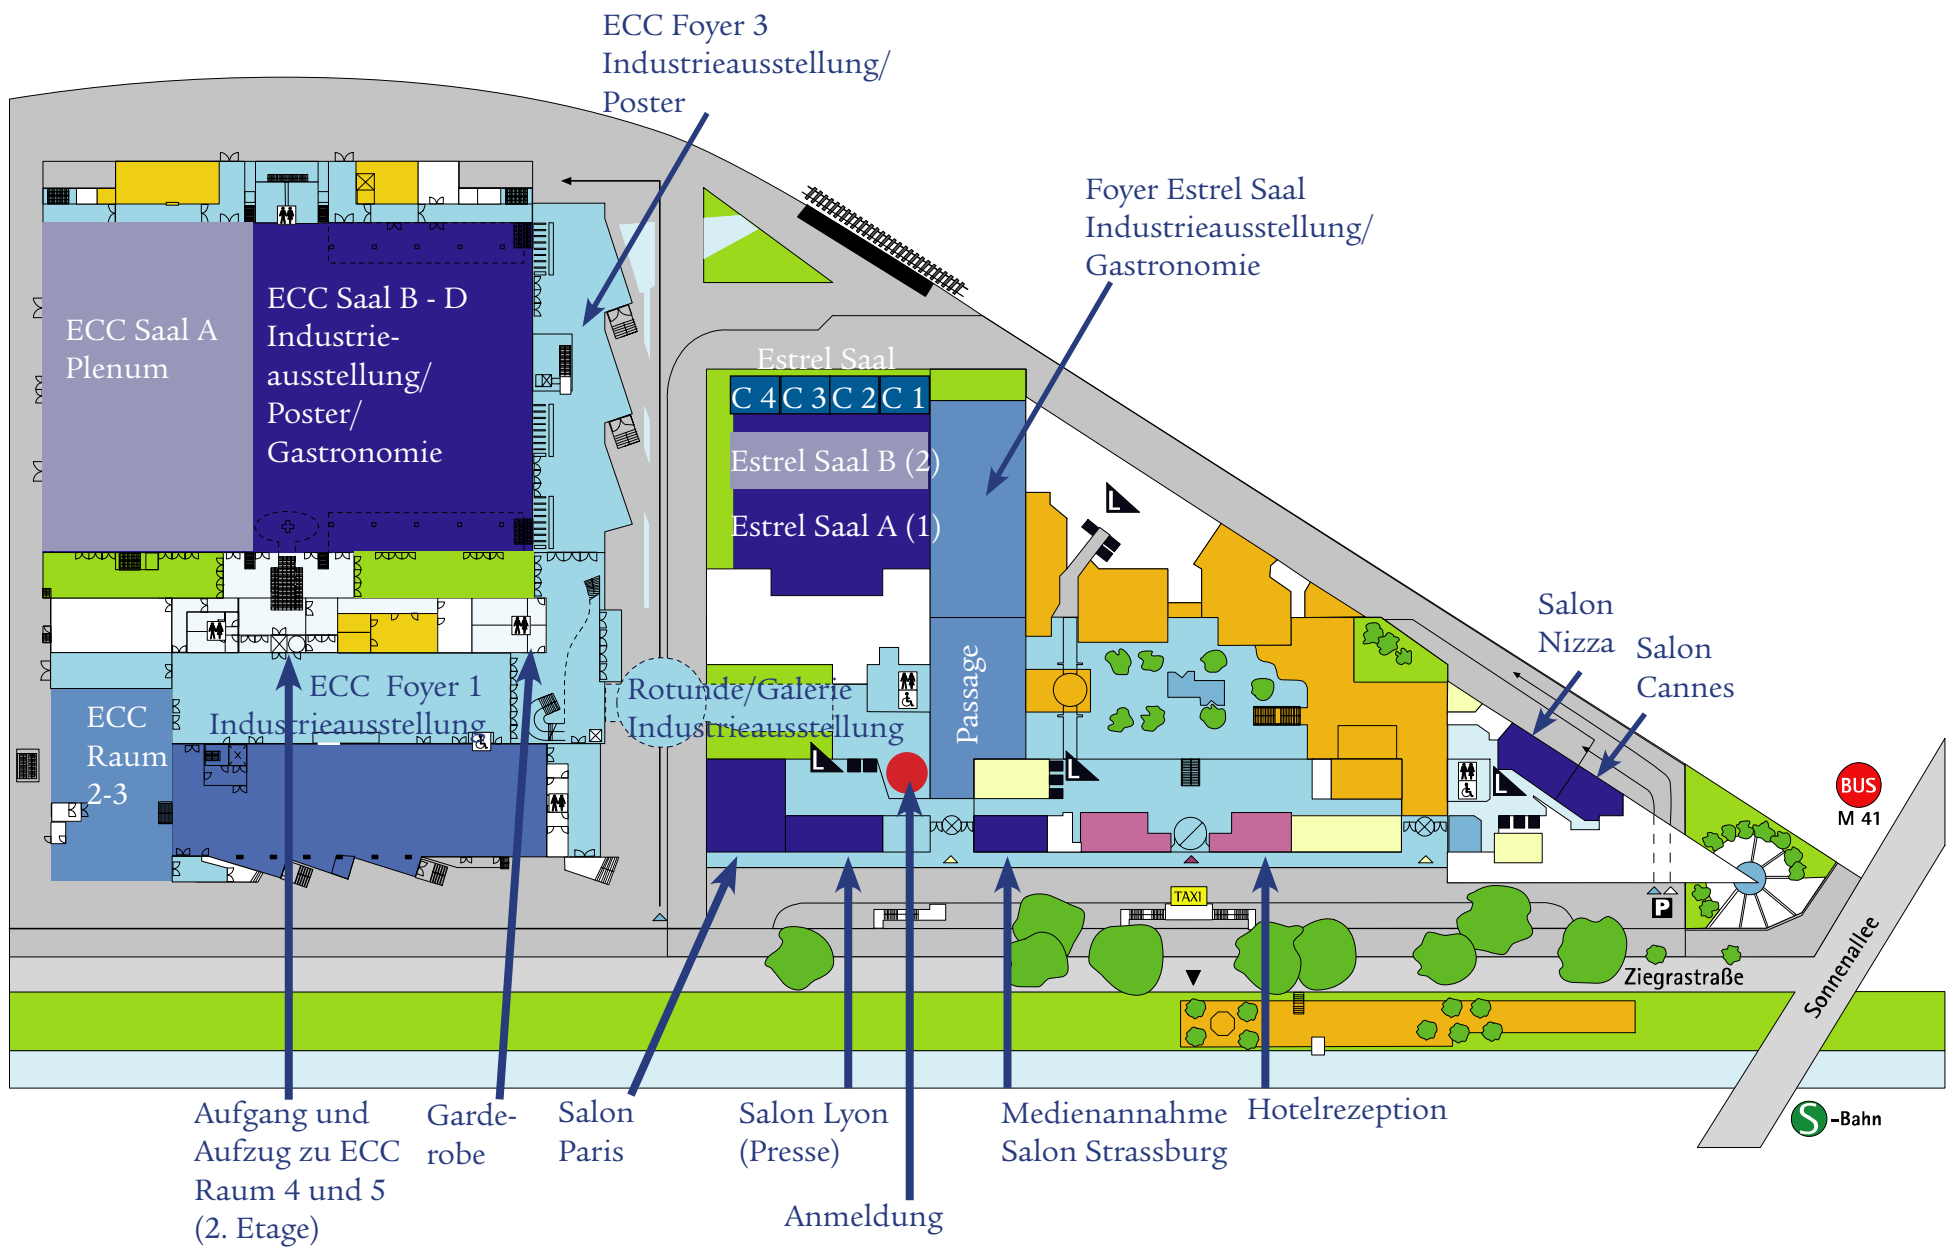 ECC Foyer 3
Industrieausstellung/
Poster
Foyer Estrel Saal
Industrieausstellung/
Gastronomie
ECC Saal A
Plenum
ECC Saal B - D
Industrie-
ausstellung/
Poster/
Gastronomie
Estrel Saal
C 4 C 3 C 2 C 1
Estrel Saal B (2)
Estrel Saal A (1)
L
Salon
Nizza
Salon
Cannes
ECC Foyer 1
Industrieausstellung
ECC
Raum
2-3
Rotunde/Galerie
Industrieausstellung
Passage
L
L
L
BUS
M 41
TAXI
P
Ziegrastraße
Sonnenallee
S-Bahn
Aufgang und
Aufzug zu ECC
Raum 4 und 5
(2. Etage)
Garde-
robe
Salon
Paris
Salon Lyon
(Presse)
Anmeldung
Medienannahme
Salon Strassburg
Hotelrezeption